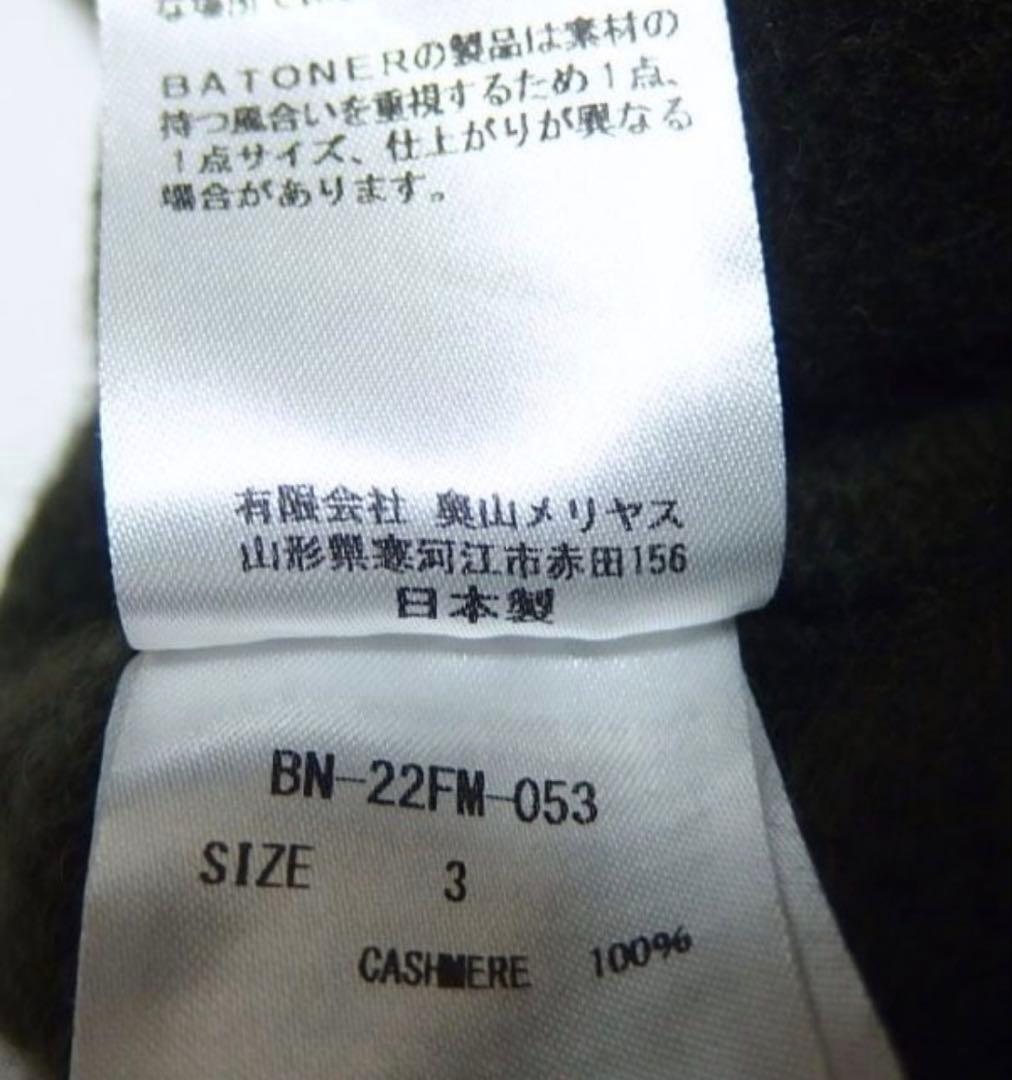 な場所で
BATONERの製品は素材の
持つ風合いを重視するため1点、
1点サイズ、仕上がりが異なる
場合があります。
有限会社 奥山メリヤス
山形県寒河江市赤田156
日本製
BN-22FM-053
SIZE 3
CASHMERE 100%